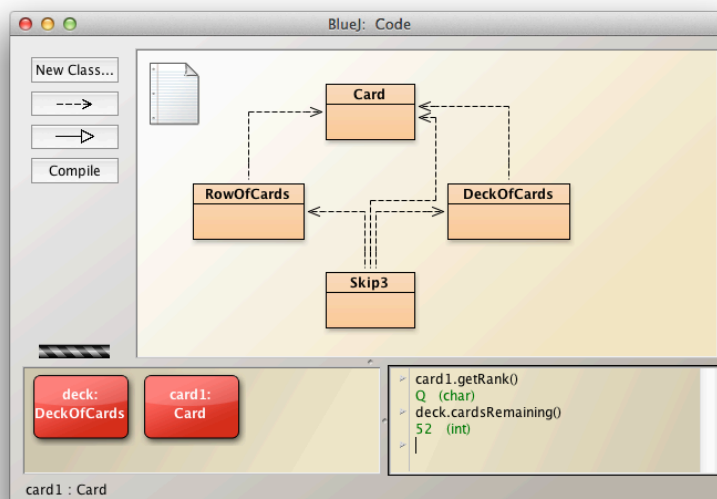 BlueJ: Code
New Class...
Compile
Card
RowOfCards
DeckOfCards
Skip3
deck:
DeckOfCards
card1:
Card
card1.getRank()
Q (char)
deck.cardsRemaining()
52 (int)
card1 : Card